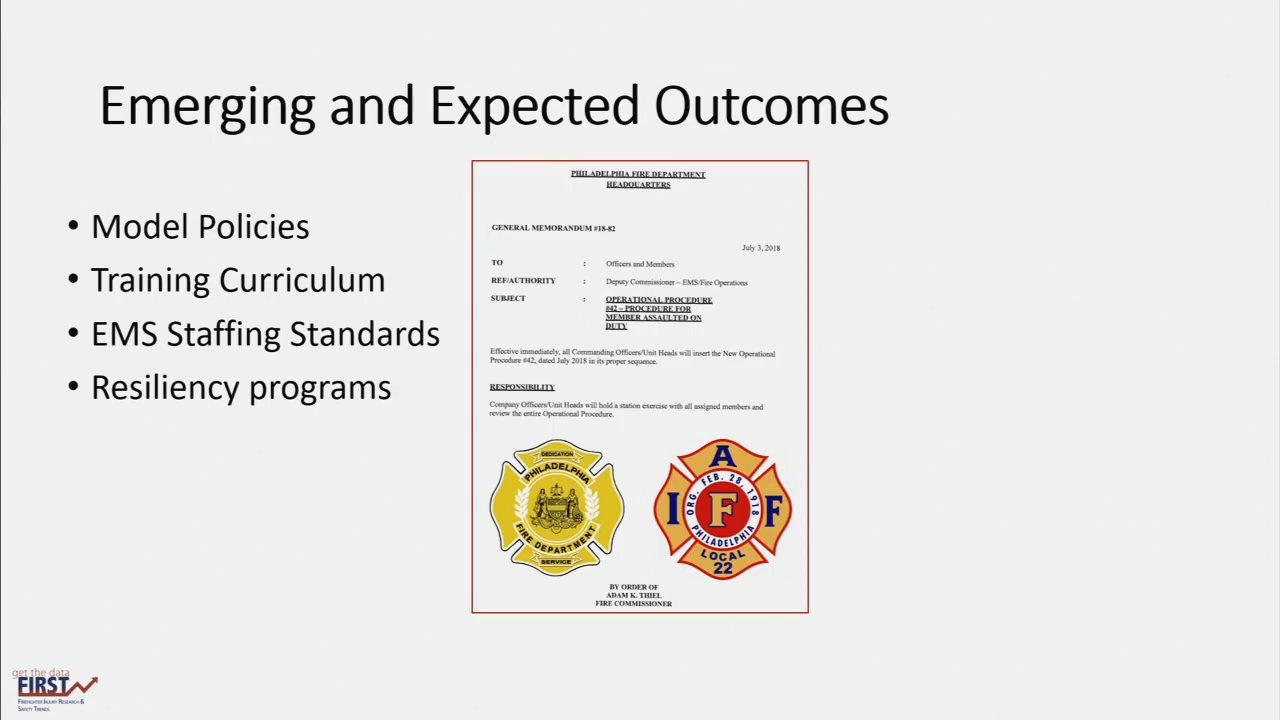 Emerging and Expected Outcomes
• Model Policies
• Training Curriculum
• EMS Staffing Standards
• Resiliency programs
PHILADELPHIA FIRE DEPARTMENT
HEADQUARTERS
GENERAL MEMORANDUM #18-82
July 3, 2018
TO : Officers and Members
REF/AUTHORITY : Deputy Commissioner – EMS/Fire Operations
SUBJECT : OPERATIONAL PROCEDURE
#42 – PROCEDURE FOR
MEMBER ASSAULTED ON
DUTY
Effective immediately, all Commanding Officers/Unit Heads will insert the New Operational
Procedure #42, dated July 2018 in its proper sequence.
RESPONSIBILITY
Company Officers/Unit Heads will hold a station exercise with all assigned members and
review the entire Operational Procedure.
DEDICATION
PHILADELPHIA
FIRE DEPARTMENT
SERVICE
A
ORG. FEB. 28, 1918
I F F
PHILADELPHIA
LOCAL
22
BY ORDER OF
ADAM K. THIEL
FIRE COMMISSIONER
get the data
FIRST
FIREFIGHTER INJURY RESEARCH &
SAFETY TRENDS